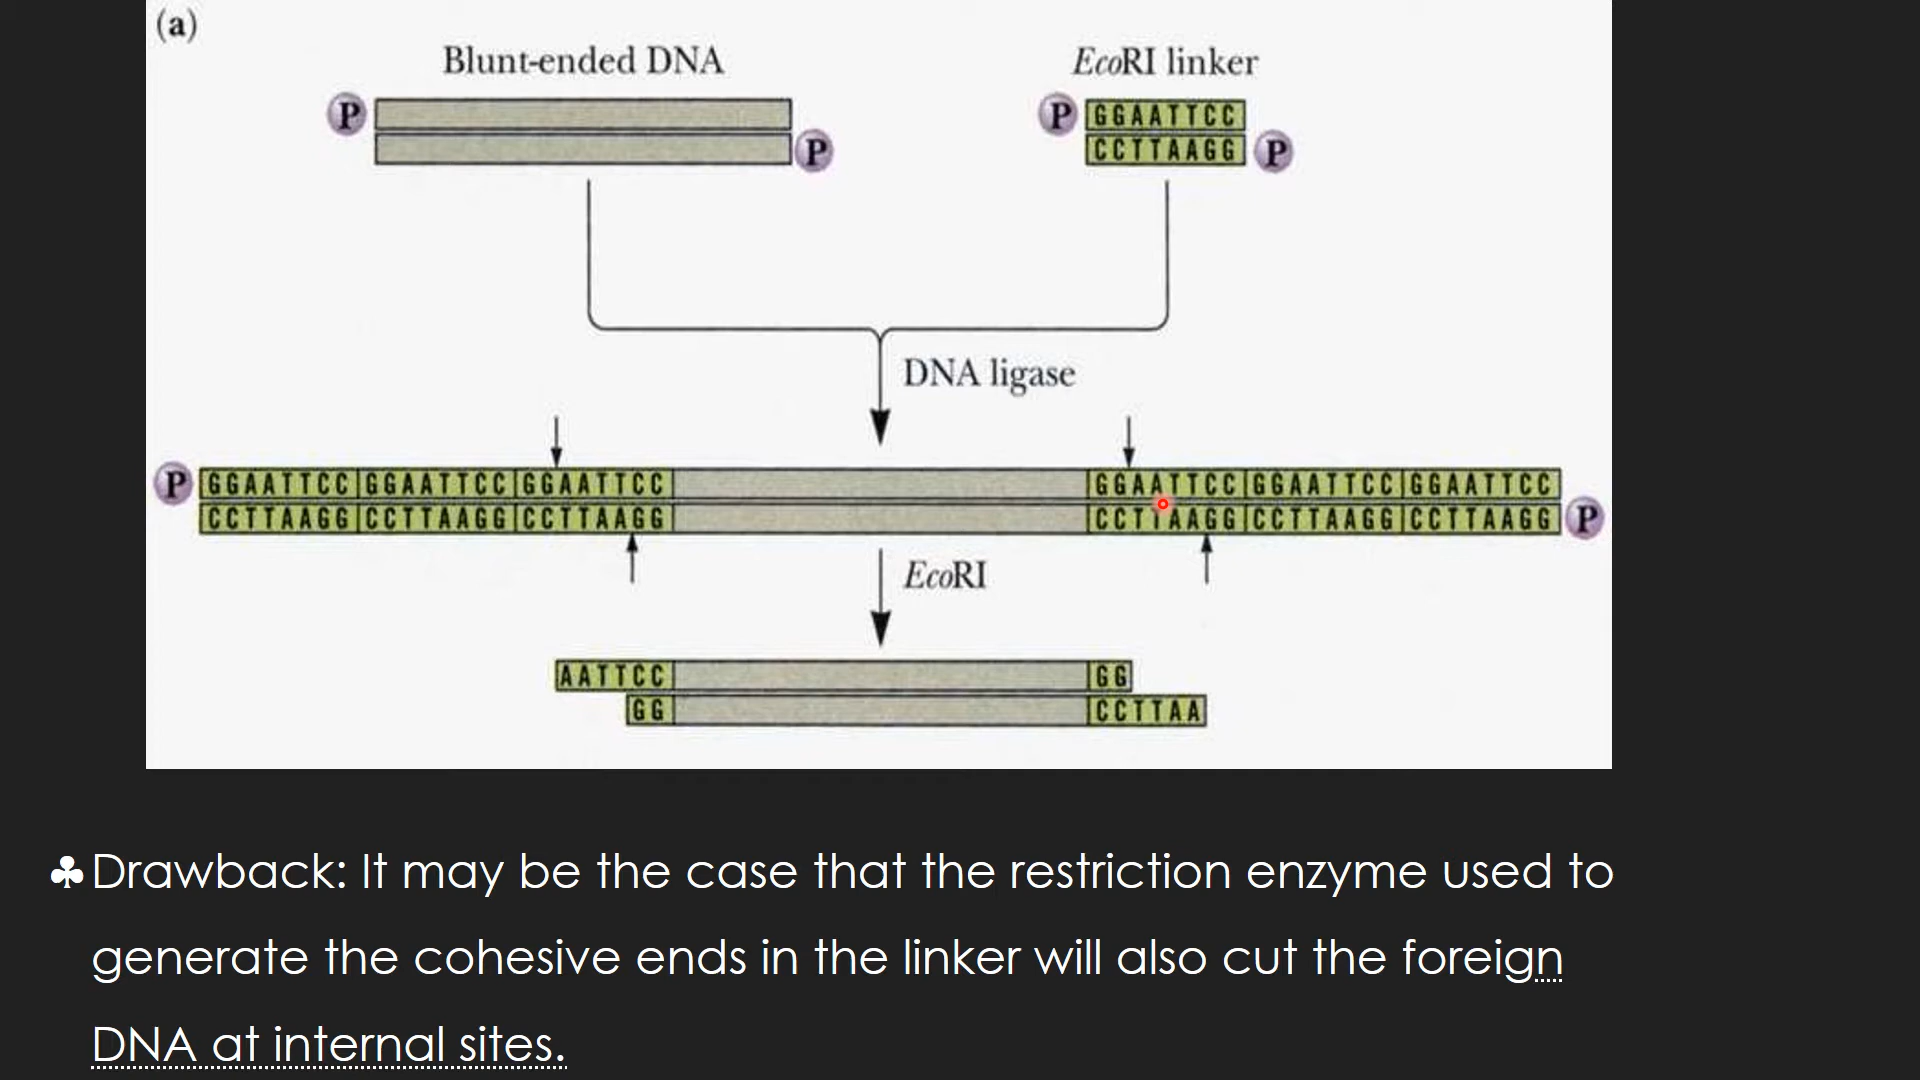 (a)
Blunt-ended DNA
EcoRI linker
P
P
P GGAATTCC
CCTTAAGG P
DNA ligase
P GGAATTCC GGAATTCC GGAATTCC GGAATTCC GGAATTCC GGAATTCC
CCTTAAGG CCTTAAGG CCTTAAGG CCTTAAGG CCTTAAGG CCTTAAGG P
EcoRI
AATTCC GG
GG CCTTAA
♣Drawback: It may be the case that the restriction enzyme used to
generate the cohesive ends in the linker will also cut the foreign
DNA at internal sites.